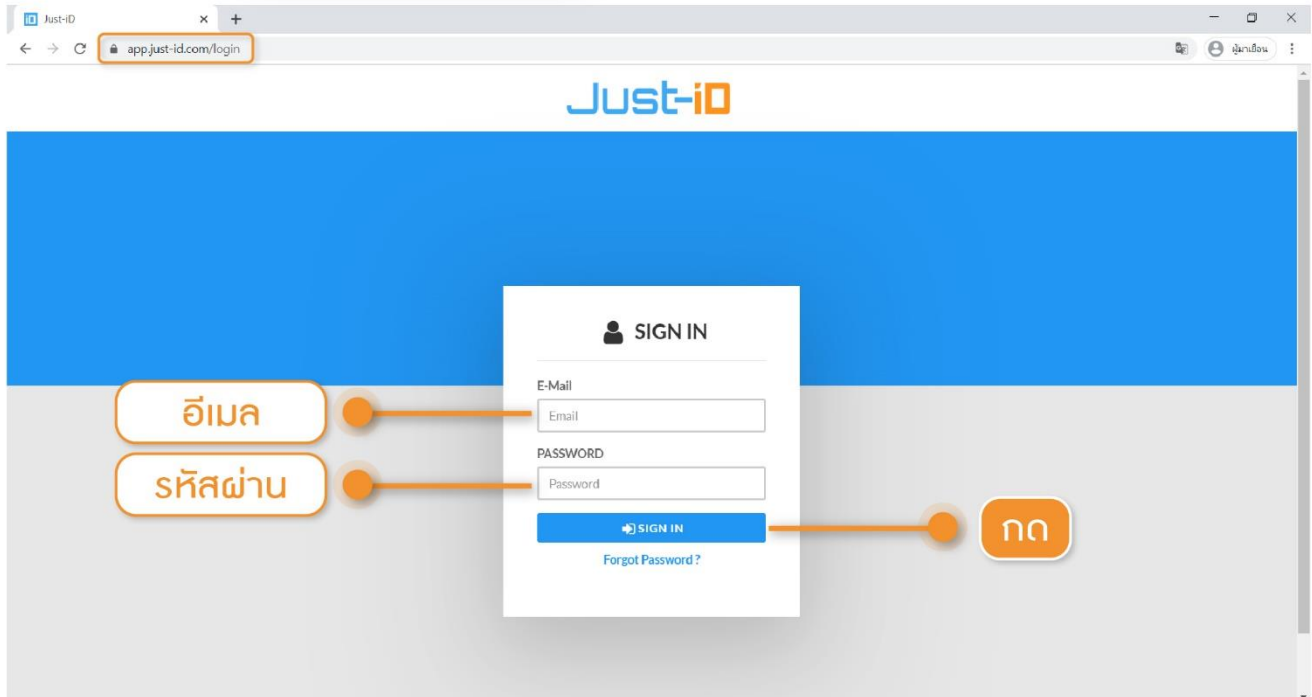 Just-iD
app.just-id.com/login
ผู้มาเยือน
Just-iD
SIGN IN
E-Mail
Email
อีเมล
PASSWORD
Password
รหัสผ่าน
SIGN IN
กด
Forgot Password ?